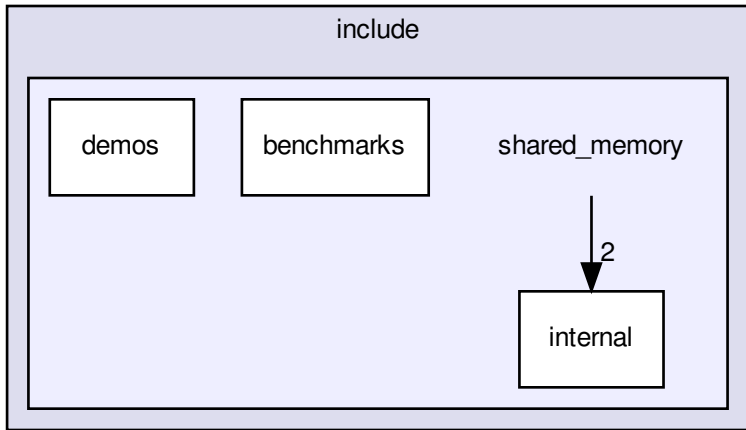 include
demos
benchmarks
shared_memory
2
internal